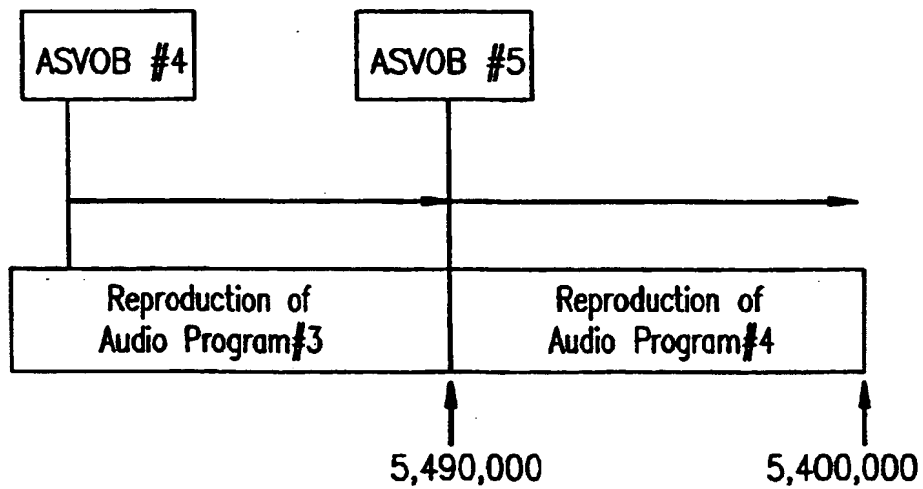 ASVOB #4
ASVOB #5
Reproduction of
Audio Program#3
Reproduction of
Audio Program#4
5,490,000
5,400,000